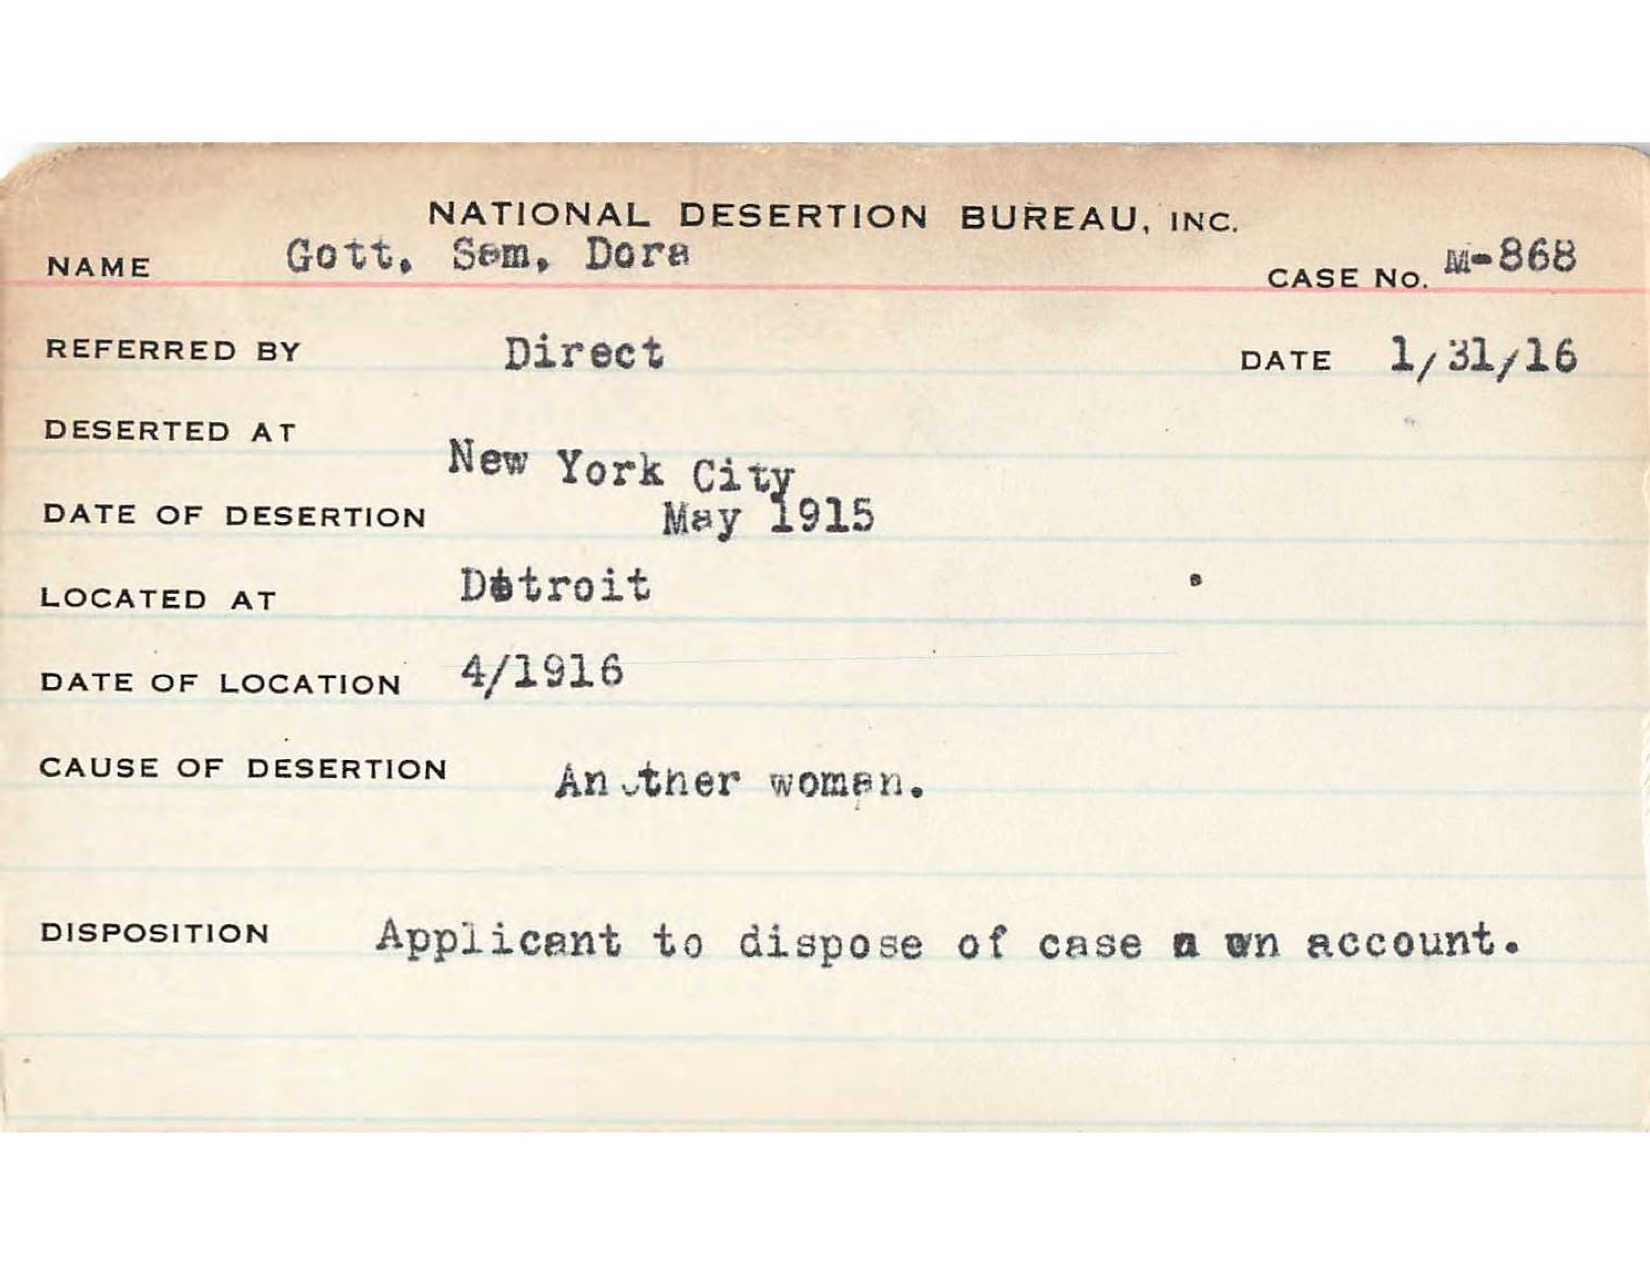 NATIONAL DESERTION BUREAU, INC.
NAME Gott. Sam. Dora CASE No. M-868
REFERRED BY Direct DATE 1/31/16
DESERTED AT New York City
DATE OF DESERTION May 1915
LOCATED AT Detroit
DATE OF LOCATION 4/1916
CAUSE OF DESERTION Another woman.
DISPOSITION Applicant to dispose of case account.